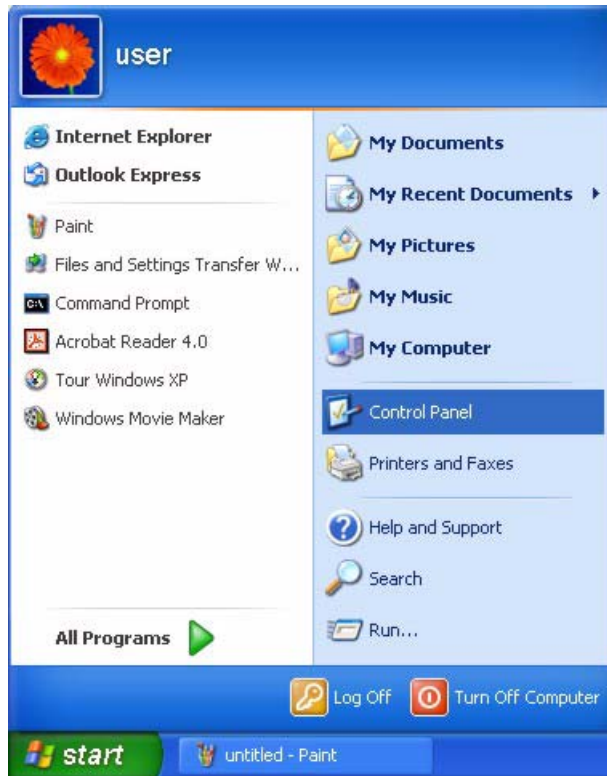 user
Internet Explorer
Outlook Express
Paint
Files and Settings Transfer W...
C:\
Command Prompt
Acrobat Reader 4.0
Tour Windows XP
Windows Movie Maker
All Programs
My Documents
My Recent Documents
My Pictures
My Music
My Computer
Control Panel
Printers and Faxes
Help and Support
Search
Run...
Log Off
Turn Off Computer
start
untitled - Paint